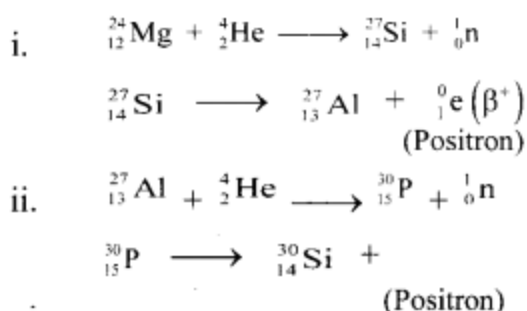 i. ²⁴₁₂Mg + ⁴₂He ⟶ ²⁷₁₄Si + ¹₀n
²⁷₁₄Si ⟶ ²⁷₁₃Al + ⁰₁e(β⁺)
(Positron)
ii. ²⁷₁₃Al + ⁴₂He ⟶ ³⁰₁₅P + ¹₀n
³⁰₁₅P ⟶ ³⁰₁₄Si +
(Positron)